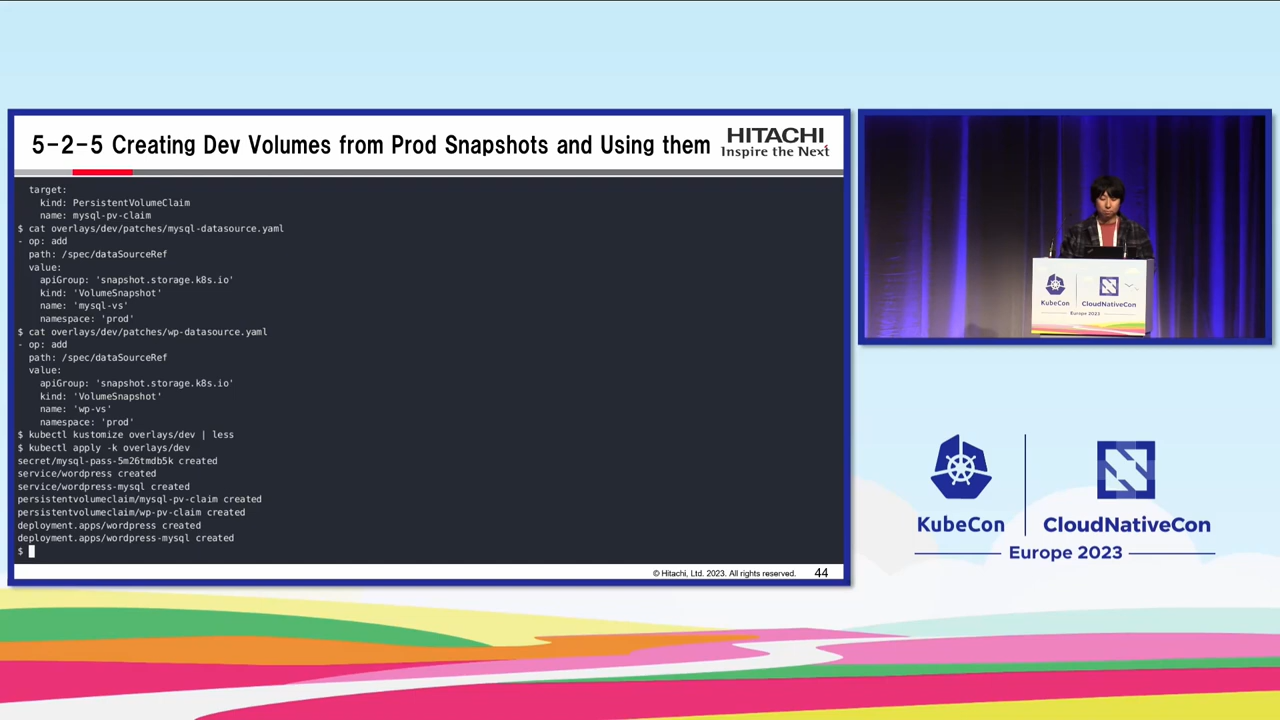 5-2-5 Creating Dev Volumes from Prod Snapshots and Using them
HITACHI
Inspire the Next
target:
kind: PersistentVolumeClaim
name: mysql-pv-claim
$ cat overlays/dev/patches/mysql-datasource.yaml
- op: add
path: /spec/dataSourceRef
value:
apiGroup: 'snapshot.storage.k8s.io'
kind: 'VolumeSnapshot'
name: 'mysql-vs'
namespace: 'prod'
$ cat overlays/dev/patches/wp-datasource.yaml
- op: add
path: /spec/dataSourceRef
value:
apiGroup: 'snapshot.storage.k8s.io'
kind: 'VolumeSnapshot'
name: 'wp-vs'
namespace: 'prod'
$ kubectl kustomize overlays/dev | less
$ kubectl apply -k overlays/dev
secret/mysql-pass-5m26tmdb5k created
service/wordpress created
service/wordpress-mysql created
persistentvolumeclaim/mysql-pv-claim created
persistentvolumeclaim/wp-pv-claim created
deployment.apps/wordpress created
deployment.apps/wordpress-mysql created
$
© Hitachi, Ltd. 2023. All rights reserved.
44
KubeCon
CloudNativeCon
Europe 2023
KubeCon
CloudNativeCon
Europe 2023